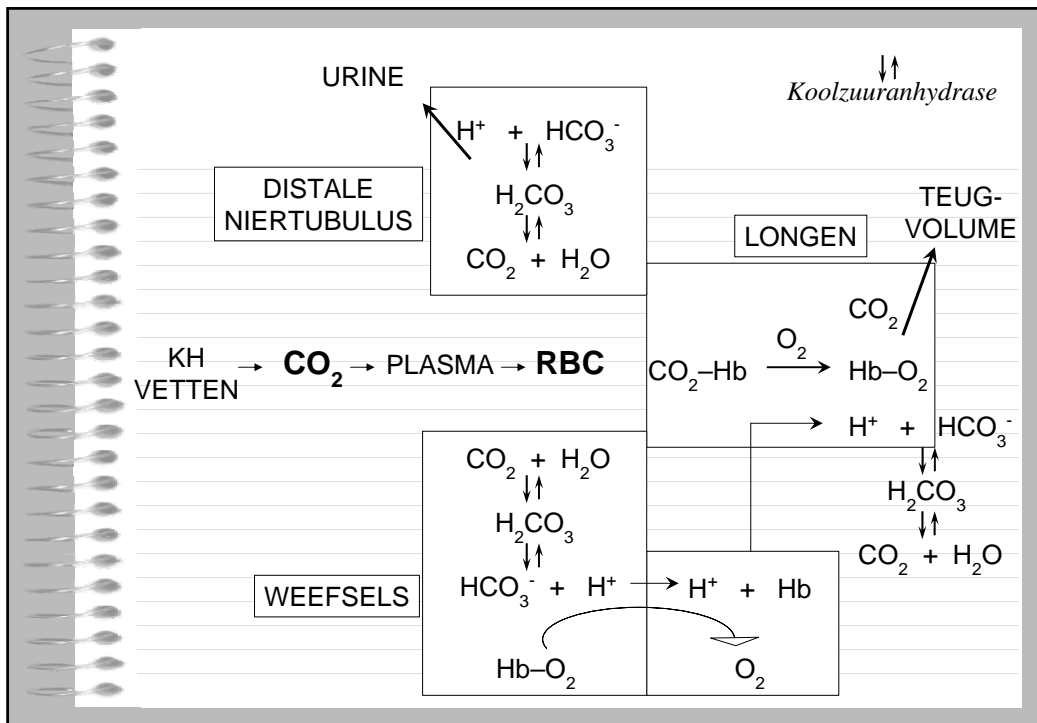 URINE
Koolzuuranhydrase
H⁺ + HCO₃⁻
DISTALE
NIERTUBULUS
H₂CO₃
CO₂ + H₂O
TEUG-
VOLUME
LONGEN
CO₂
O₂
KH
VETTEN
CO₂
PLASMA
RBC
CO₂–Hb
Hb–O₂
H⁺ + HCO₃⁻
CO₂ + H₂O
H₂CO₃
H₂CO₃
CO₂ + H₂O
WEEFSELS
HCO₃⁻ + H⁺
H⁺ + Hb
Hb–O₂
O₂